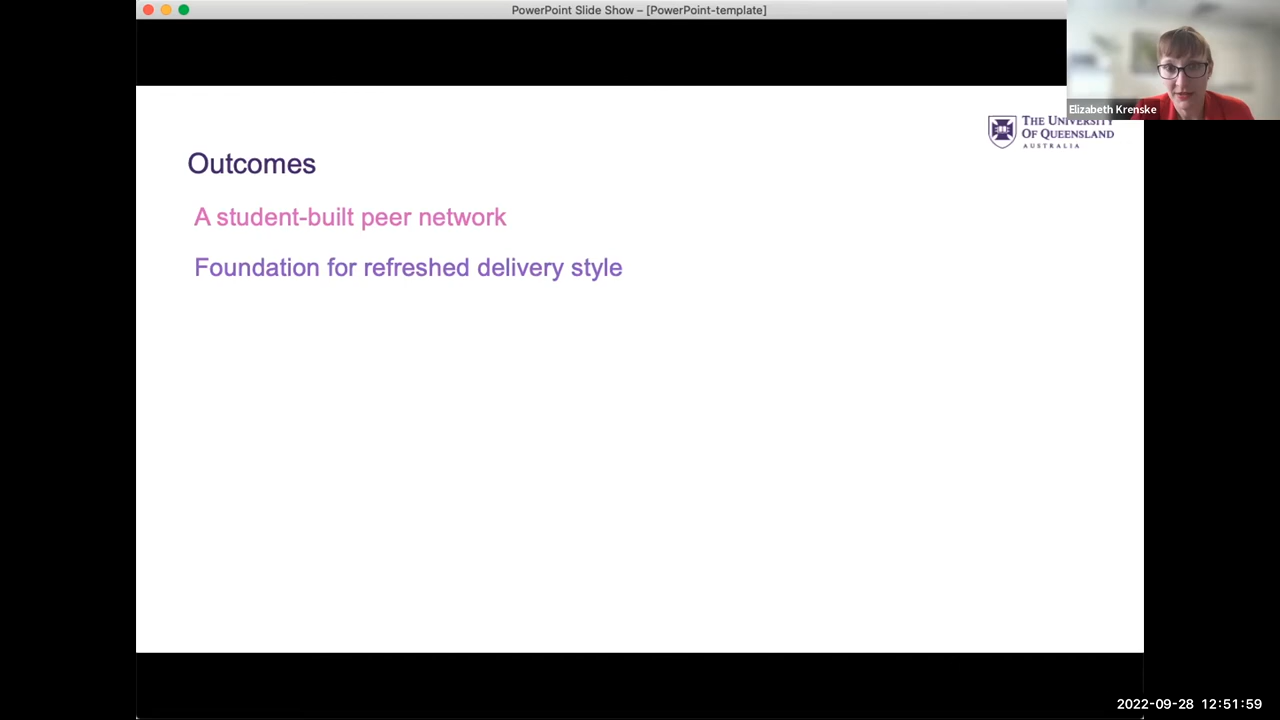 PowerPoint Slide Show – [PowerPoint-template]
Elizabeth Krenske
THE UNIVERSITY
OF QUEENSLAND
AUSTRALIA
Outcomes
A student-built peer network
Foundation for refreshed delivery style
2022-09-28 12:51:59